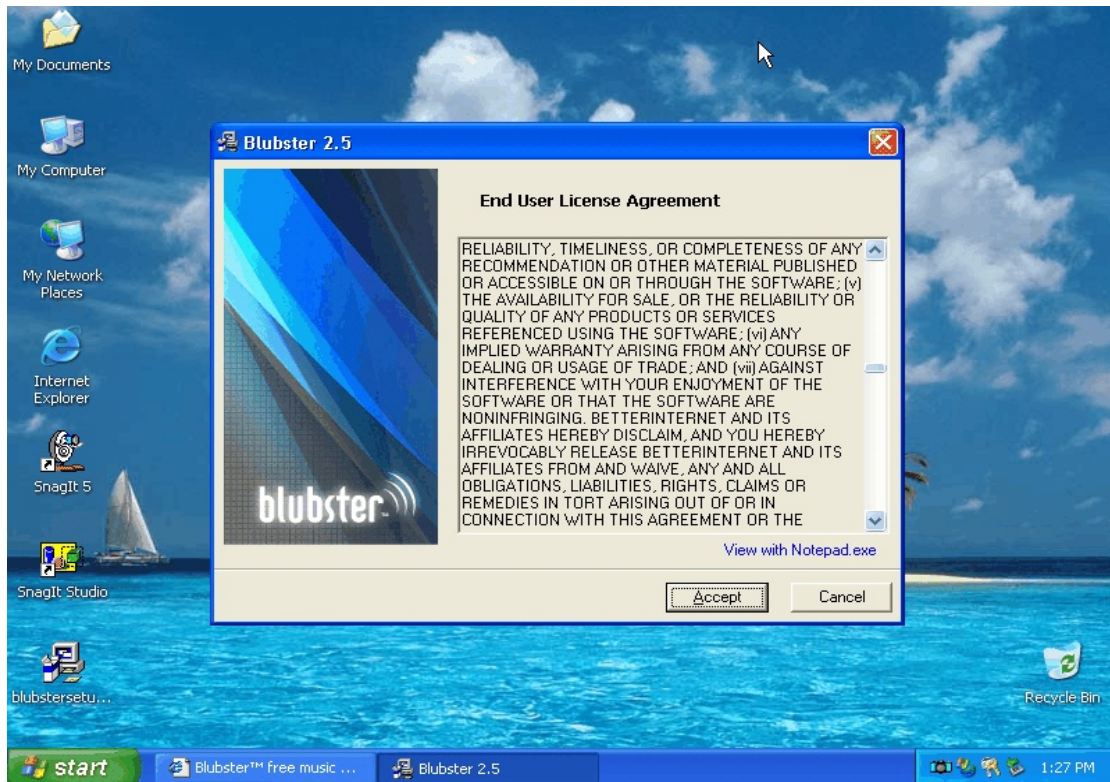 My Documents
My Computer
My Network
Places
Internet
Explorer
SnagIt 5
SnagIt Studio
blubstersetu...
Blubster 2.5
End User License Agreement
RELIABILITY, TIMELINESS, OR COMPLETENESS OF ANY
RECOMMENDATION OR OTHER MATERIAL PUBLISHED
OR ACCESSIBLE ON OR THROUGH THE SOFTWARE; (v)
THE AVAILABILITY FOR SALE, OR THE RELIABILITY OR
QUALITY OF ANY PRODUCTS OR SERVICES
REFERENCED USING THE SOFTWARE; (vi) ANY
IMPLIED WARRANTY ARISING FROM ANY COURSE OF
DEALING OR USAGE OF TRADE; AND (vii) AGAINST
INTERFERENCE WITH YOUR ENJOYMENT OF THE
SOFTWARE OR THAT THE SOFTWARE ARE
NONINFRINGING. BETTERINTERNET AND ITS
AFFILIATES HEREBY DISCLAIM, AND YOU HEREBY
IRREVOCABLY RELEASE BETTERINTERNET AND ITS
AFFILIATES FROM AND WAIVE, ANY AND ALL
OBLIGATIONS, LIABILITIES, RIGHTS, CLAIMS OR
REMEDIES IN TORT ARISING OUT OF OR IN
CONNECTION WITH THIS AGREEMENT OR THE
blubster
View with Notepad.exe
Accept
Cancel
Recycle Bin
start
Blubster™ free music ...
Blubster 2.5
1:27 PM